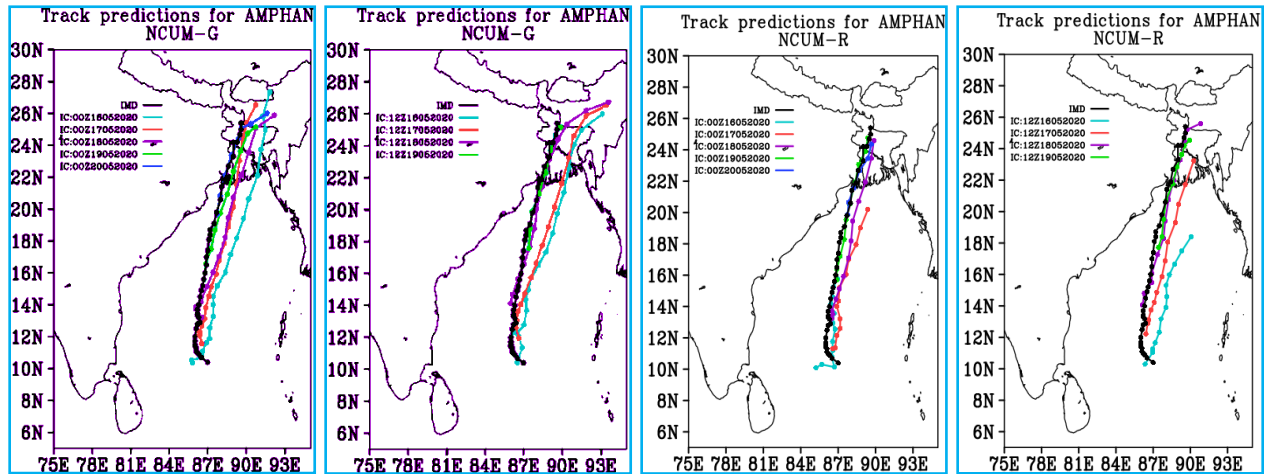 Track predictions for AMPHAN
NCUM-G
30N
28N
26N
24N
22N
20N
18N
16N
14N
12N
10N
8N
6N
IMD
IC:00Z16052020
IC:00Z17052020
IC:00Z18052020
IC:00Z19052020
IC:00Z20052020
75E 78E 81E 84E 87E 90E 93E
Track predictions for AMPHAN
NCUM-G
30N
28N
26N
24N
22N
20N
18N
16N
14N
12N
10N
8N
6N
IMD
IC:12Z16052020
IC:12Z17052020
IC:12Z18052020
IC:12Z19052020
75E 78E 81E 84E 87E 90E 93E
Track predictions for AMPHAN
NCUM-R
30N
28N
26N
24N
22N
20N
18N
16N
14N
12N
10N
8N
6N
IMD
IC:00Z16052020
IC:00Z17052020
IC:00Z18052020
IC:00Z19052020
IC:00Z20052020
75E 78E 81E 84E 87E 90E 93E
Track predictions for AMPHAN
NCUM-R
30N
28N
26N
24N
22N
20N
18N
16N
14N
12N
10N
8N
6N
IMD
IC:12Z16052020
IC:12Z17052020
IC:12Z18052020
IC:12Z19052020
75E 78E 81E 84E 87E 90E 93E